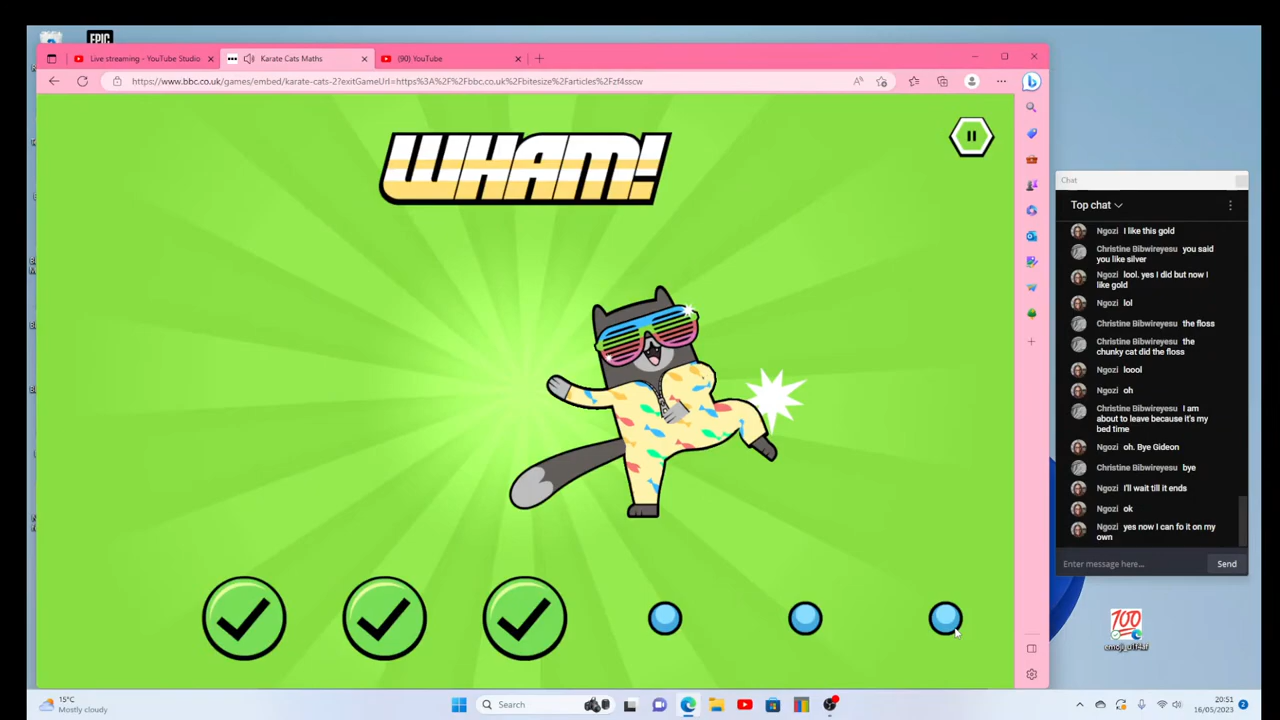 EPIC
Live streaming - YouTube Studio
Karate Cats Maths
(90) YouTube
https://www.bbc.co.uk/games/embed/karate-cats-2?exitGameUrl=https%3A%2F%2Fbbc.co.uk%2Fbitesize%2Farticles%2Fzf4sscw
WHAM!
Chat
Top chat
Ngozi I like this gold
Christine Bibwireyesu you said
you like silver
Ngozi lool. yes I did but now I
like gold
Ngozi lol
Christine Bibwireyesu the floss
Christine Bibwireyesu the
chunky cat did the floss
Ngozi loool
Ngozi oh
Christine Bibwireyesu I am
about to leave because it's my
bed time
Ngozi oh. Bye Gideon
Christine Bibwireyesu bye
Ngozi I'll wait till it ends
Ngozi ok
Ngozi yes now I can fo it on my
own
Enter message here...
Send
100
emoji_u1f4af
15°C
Mostly cloudy
Search
20:51
16/05/2023
2